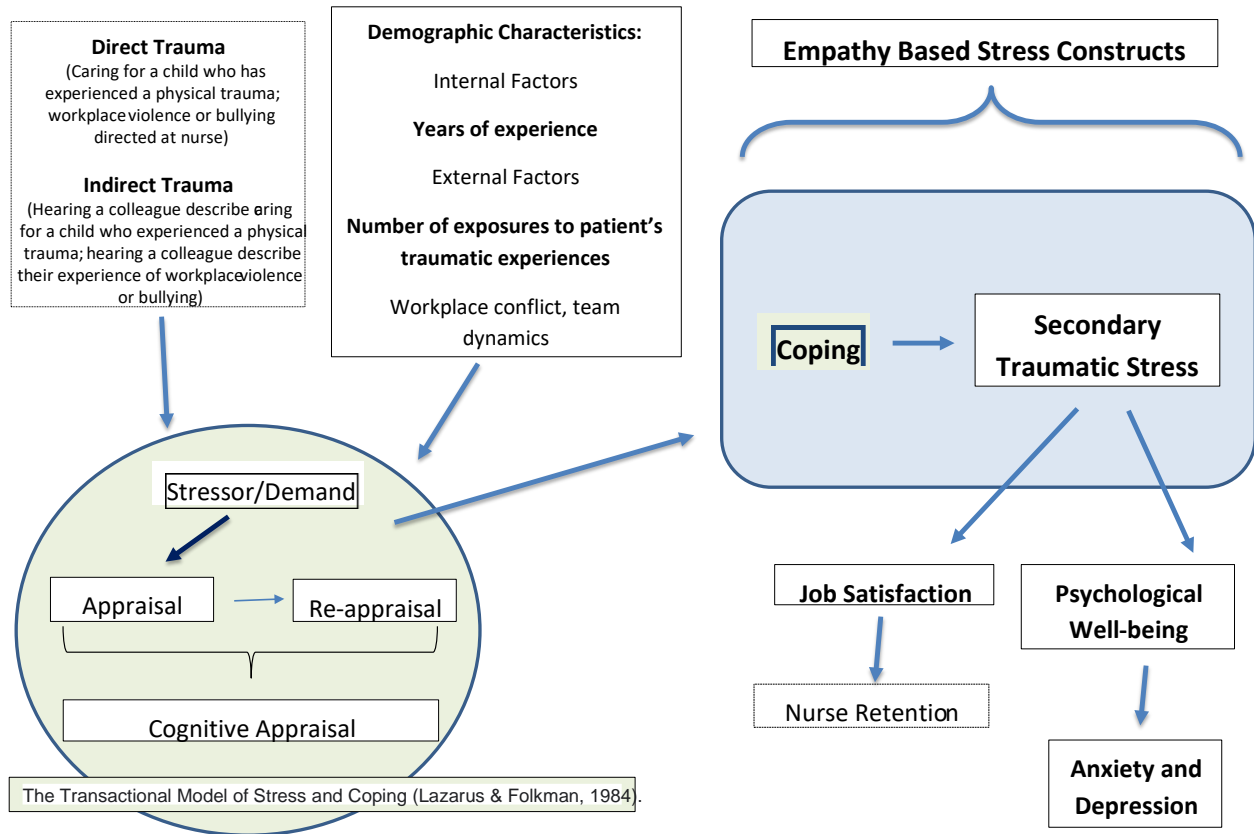 Direct Trauma
(Caring for a child who has
experienced a physical trauma;
workplace violence or bullying
directed at nurse)
Indirect Trauma
(Hearing a colleague describe aring
for a child who experienced a physical
trauma; hearing a colleague describe
their experience of workplace violence
or bullying)
Demographic Characteristics:
Internal Factors
Years of experience
External Factors
Number of exposures to patient’s
traumatic experiences
Workplace conflict, team
dynamics
Empathy Based Stress Constructs
Coping
Secondary
Traumatic Stress
Stressor/Demand
Appraisal
Re-appraisal
Cognitive Appraisal
The Transactional Model of Stress and Coping (Lazarus & Folkman, 1984).
Job Satisfaction
Nurse Retention
Psychological
Well-being
Anxiety and
Depression